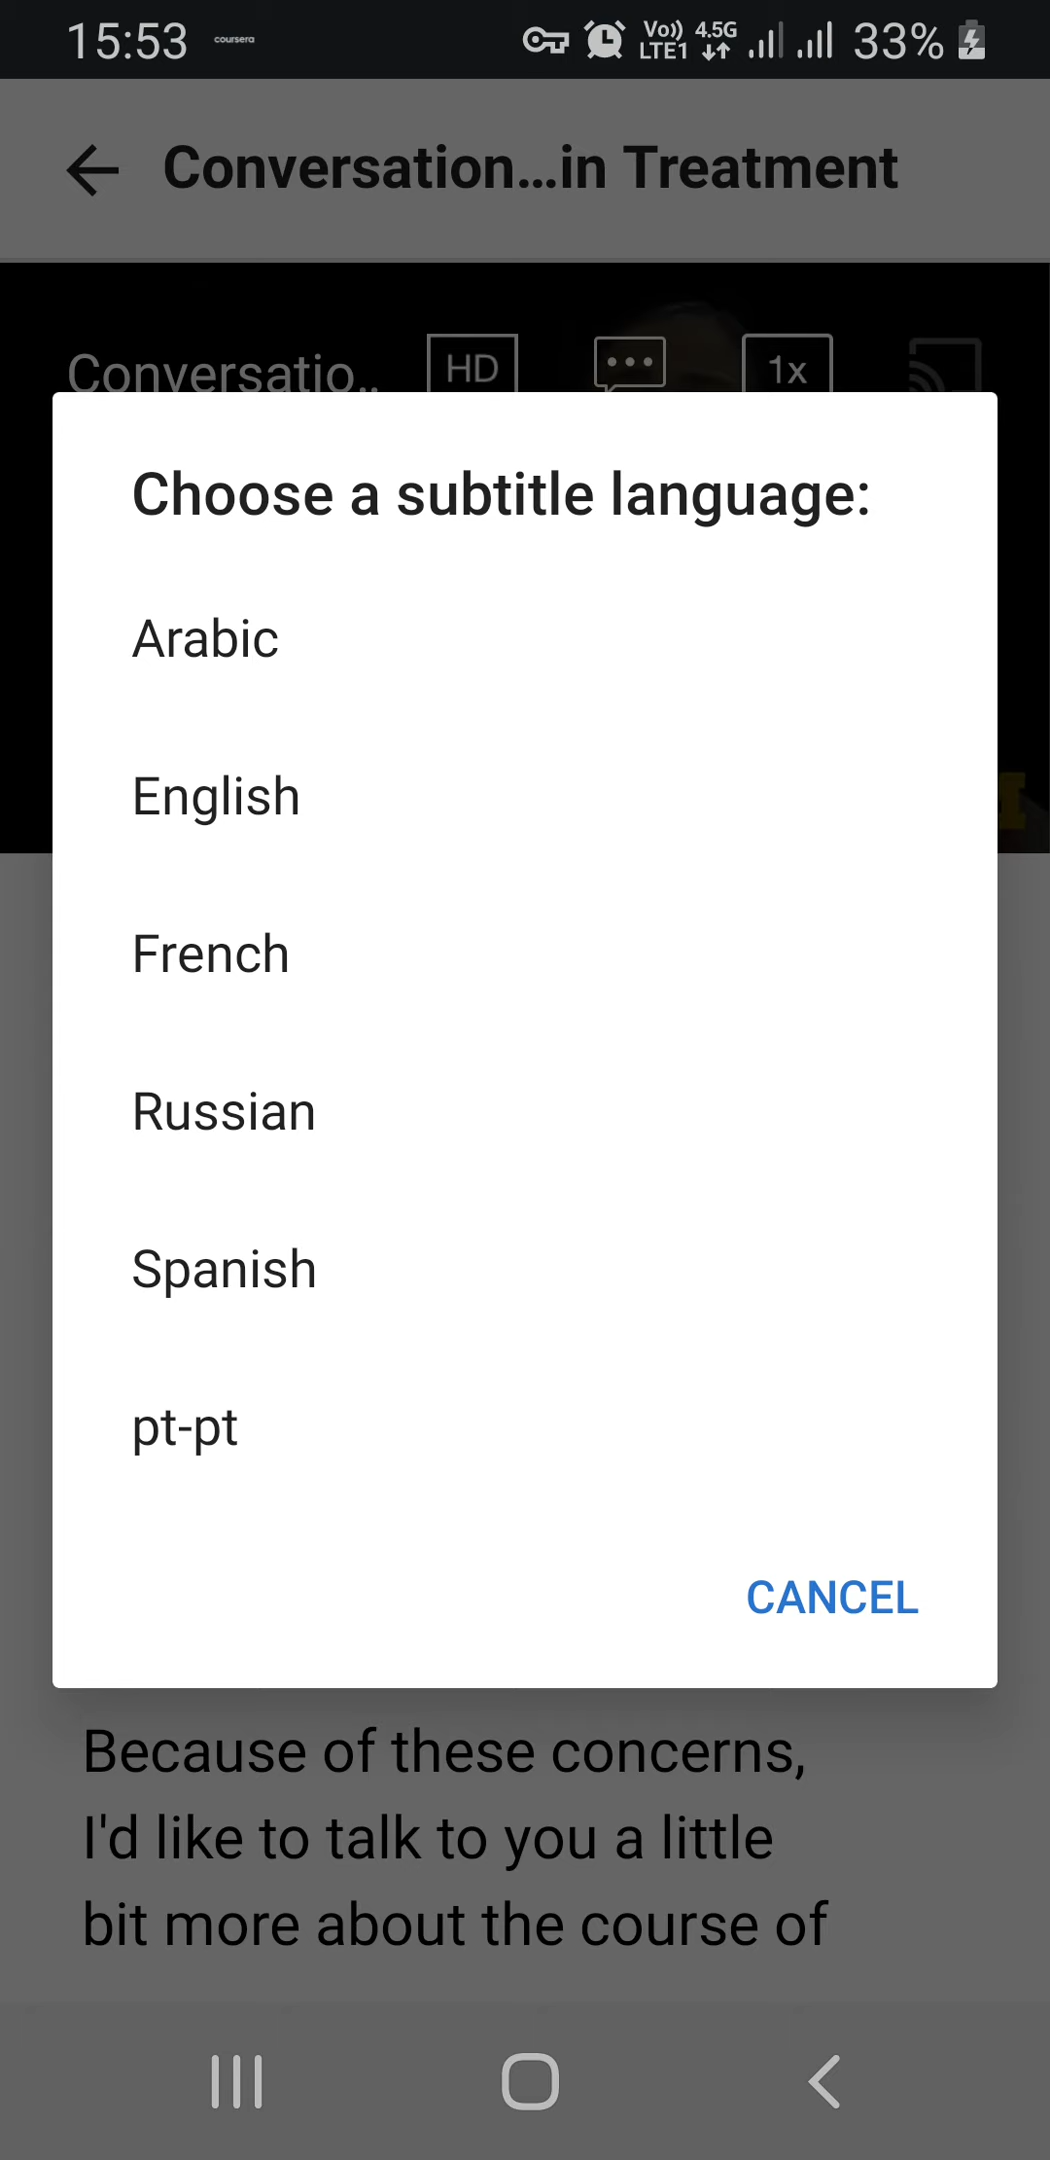 15:53 coursera Vo)) LTE1 4.5G 33%
Conversation...in Treatment
Conversatio.. HD 1x
Choose a subtitle language:
Arabic
English
French
Russian
Spanish
pt-pt
CANCEL
Because of these concerns,
I'd like to talk to you a little
bit more about the course of